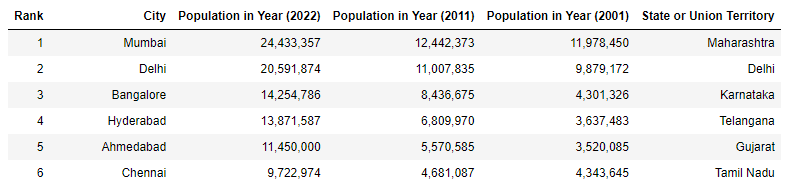 Rank City Population in Year (2022) Population in Year (2011) Population in Year (2001) State or Union Territory
1 Mumbai 24,433,357 12,442,373 11,978,450 Maharashtra
2 Delhi 20,591,874 11,007,835 9,879,172 Delhi
3 Bangalore 14,254,786 8,436,675 4,301,326 Karnataka
4 Hyderabad 13,871,587 6,809,970 3,637,483 Telangana
5 Ahmedabad 11,450,000 5,570,585 3,520,085 Gujarat
6 Chennai 9,722,974 4,681,087 4,343,645 Tamil Nadu